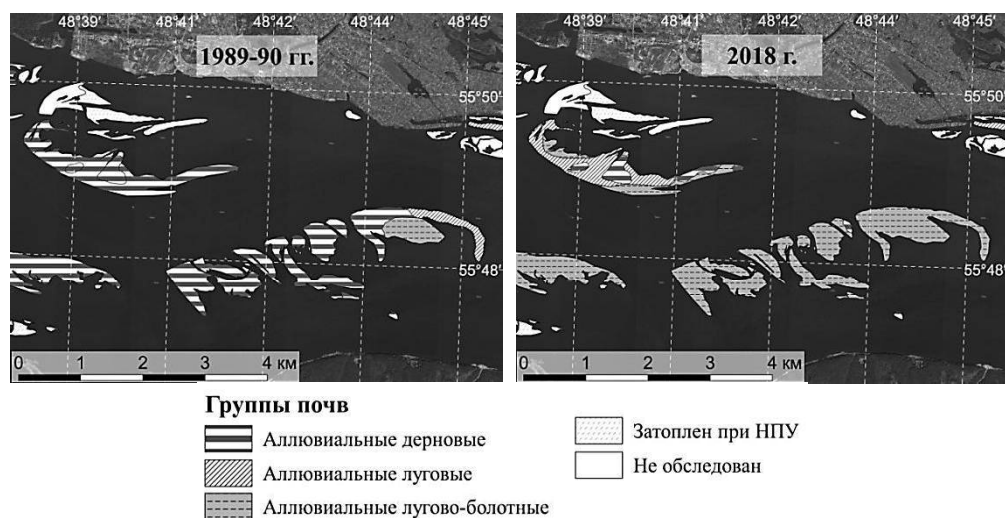 48°39' 48°41' 48°42' 48°44' 48°45'
1989-90 гг.
55°50'
55°48'
0 1 2 3 4 км
48°39' 48°41' 48°42' 48°44' 48°45'
2018 г.
55°50'
55°48'
0 1 2 3 4 км
Группы почв
Аллювиальные дерновые
Аллювиальные луговые
Аллювиальные лугово-болотные
Затоплен при НПУ
Не обследован